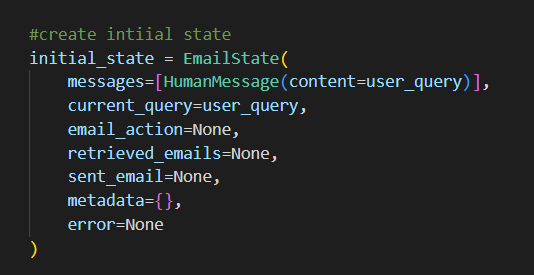 #create intiial state
initial_state = EmailState(
    messages=[HumanMessage(content=user_query)],
    current_query=user_query,
    email_action=None,
    retrieved_emails=None,
    sent_email=None,
    metadata={},
    error=None
)